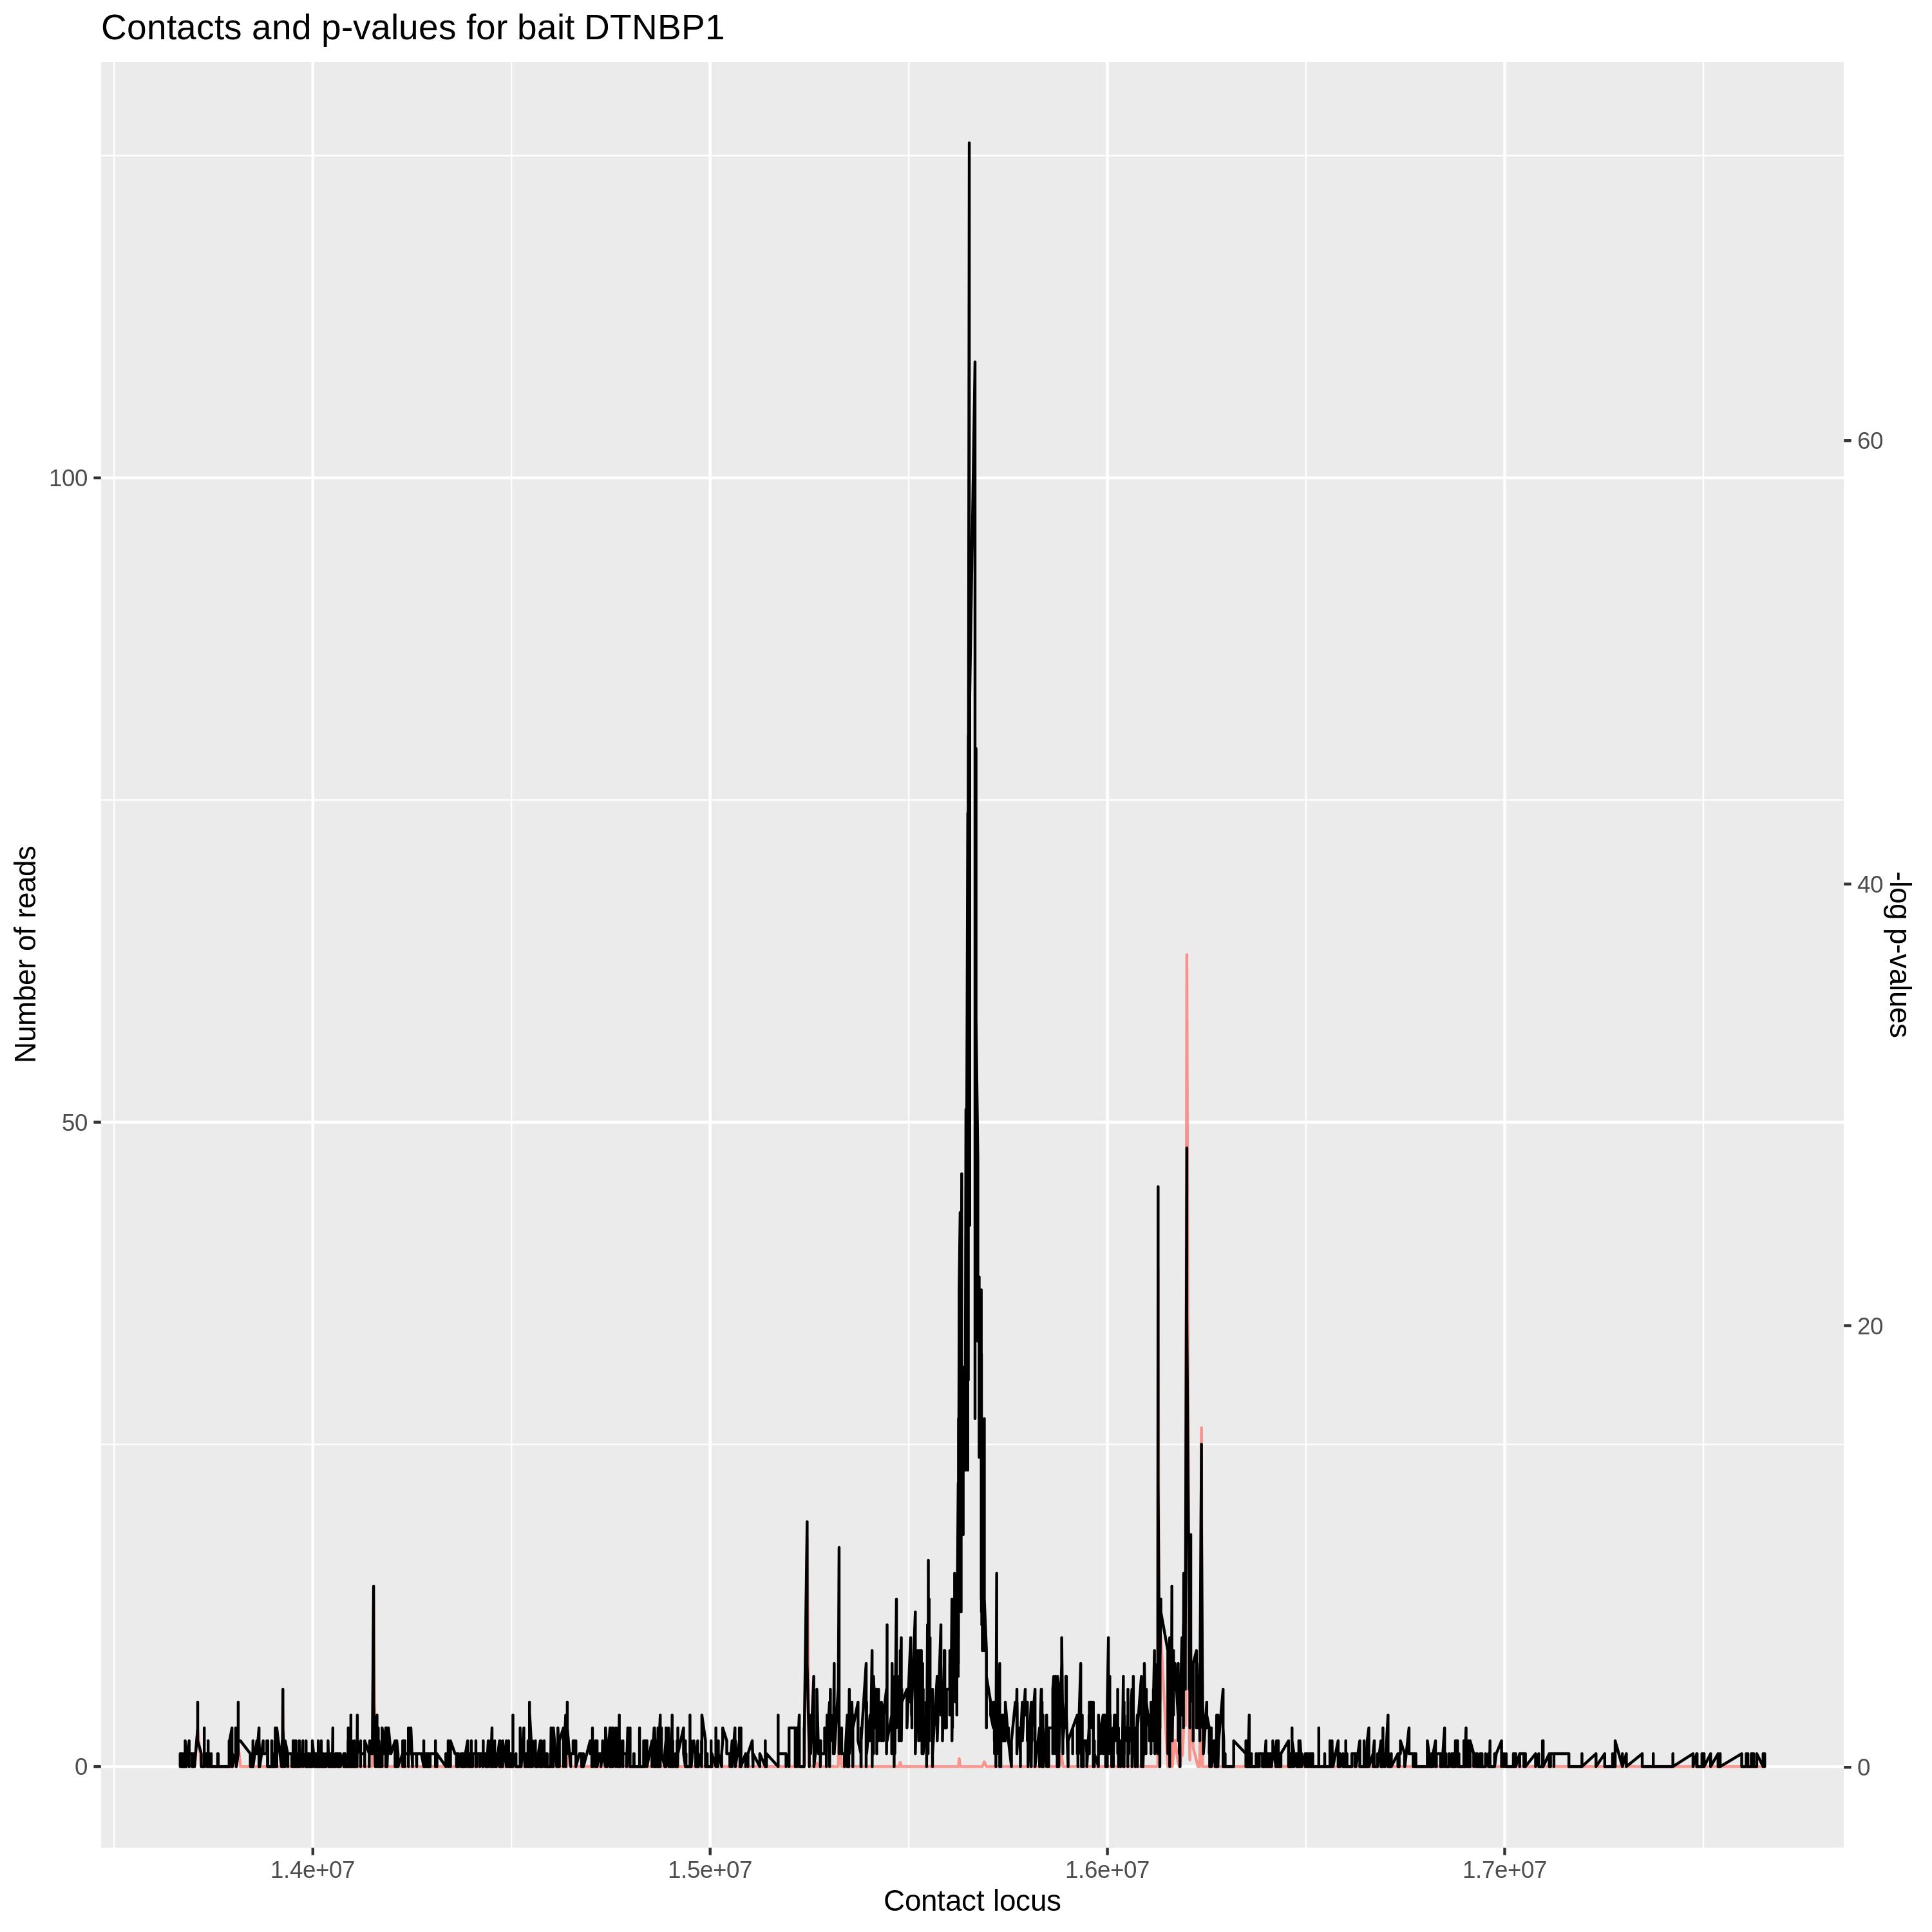 Contacts and p-values for bait DTNBP1
Number of reads
100
50
0
60
40
20
0
-log p-values
1.4e+07 1.5e+07 1.6e+07 1.7e+07
Contact locus